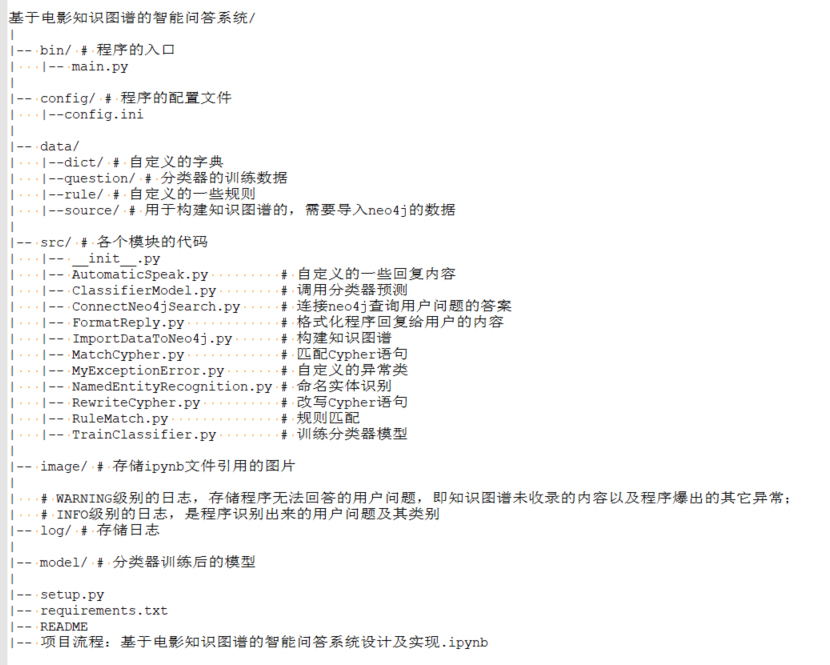 基于电影知识图谱的智能问答系统/
|
|-- bin/ # 程序的入口
|   |-- main.py
|
|-- config/ # 程序的配置文件
|   |--config.ini
|
|-- data/
|   |--dict/ # 自定义的字典
|   |--question/ # 分类器的训练数据
|   |--rule/ # 自定义的一些规则
|   |--source/ # 用于构建知识图谱的，需要导入neo4j的数据
|
|-- src/ # 各个模块的代码
|   |-- __init__.py
|   |-- AutomaticSpeak.py         # 自定义的一些回复内容
|   |-- ClassifierModel.py        # 调用分类器预测
|   |-- ConnectNeo4jSearch.py     # 连接neo4j查询用户问题的答案
|   |-- FormatReply.py            # 格式化程序回复给用户的内容
|   |-- ImportDataToNeo4j.py      # 构建知识图谱
|   |-- MatchCypher.py            # 匹配Cypher语句
|   |-- MyExceptionError.py       # 自定义的异常类
|   |-- NamedEntityRecognition.py # 命名实体识别
|   |-- RewriteCypher.py          # 改写Cypher语句
|   |-- RuleMatch.py              # 规则匹配
|   |-- TrainClassifier.py        # 训练分类器模型
|
|-- image/ # 存储ipynb文件引用的图片
|
|   # WARNING级别的日志，存储程序无法回答的用户问题，即知识图谱未收录的内容以及程序爆出的其它异常；
|   # INFO级别的日志，是程序识别出来的用户问题及其类别
|-- log/ # 存储日志
|
|-- model/ # 分类器训练后的模型
|
|-- setup.py
|-- requirements.txt
|-- README
|-- 项目流程：基于电影知识图谱的智能问答系统设计及实现.ipynb